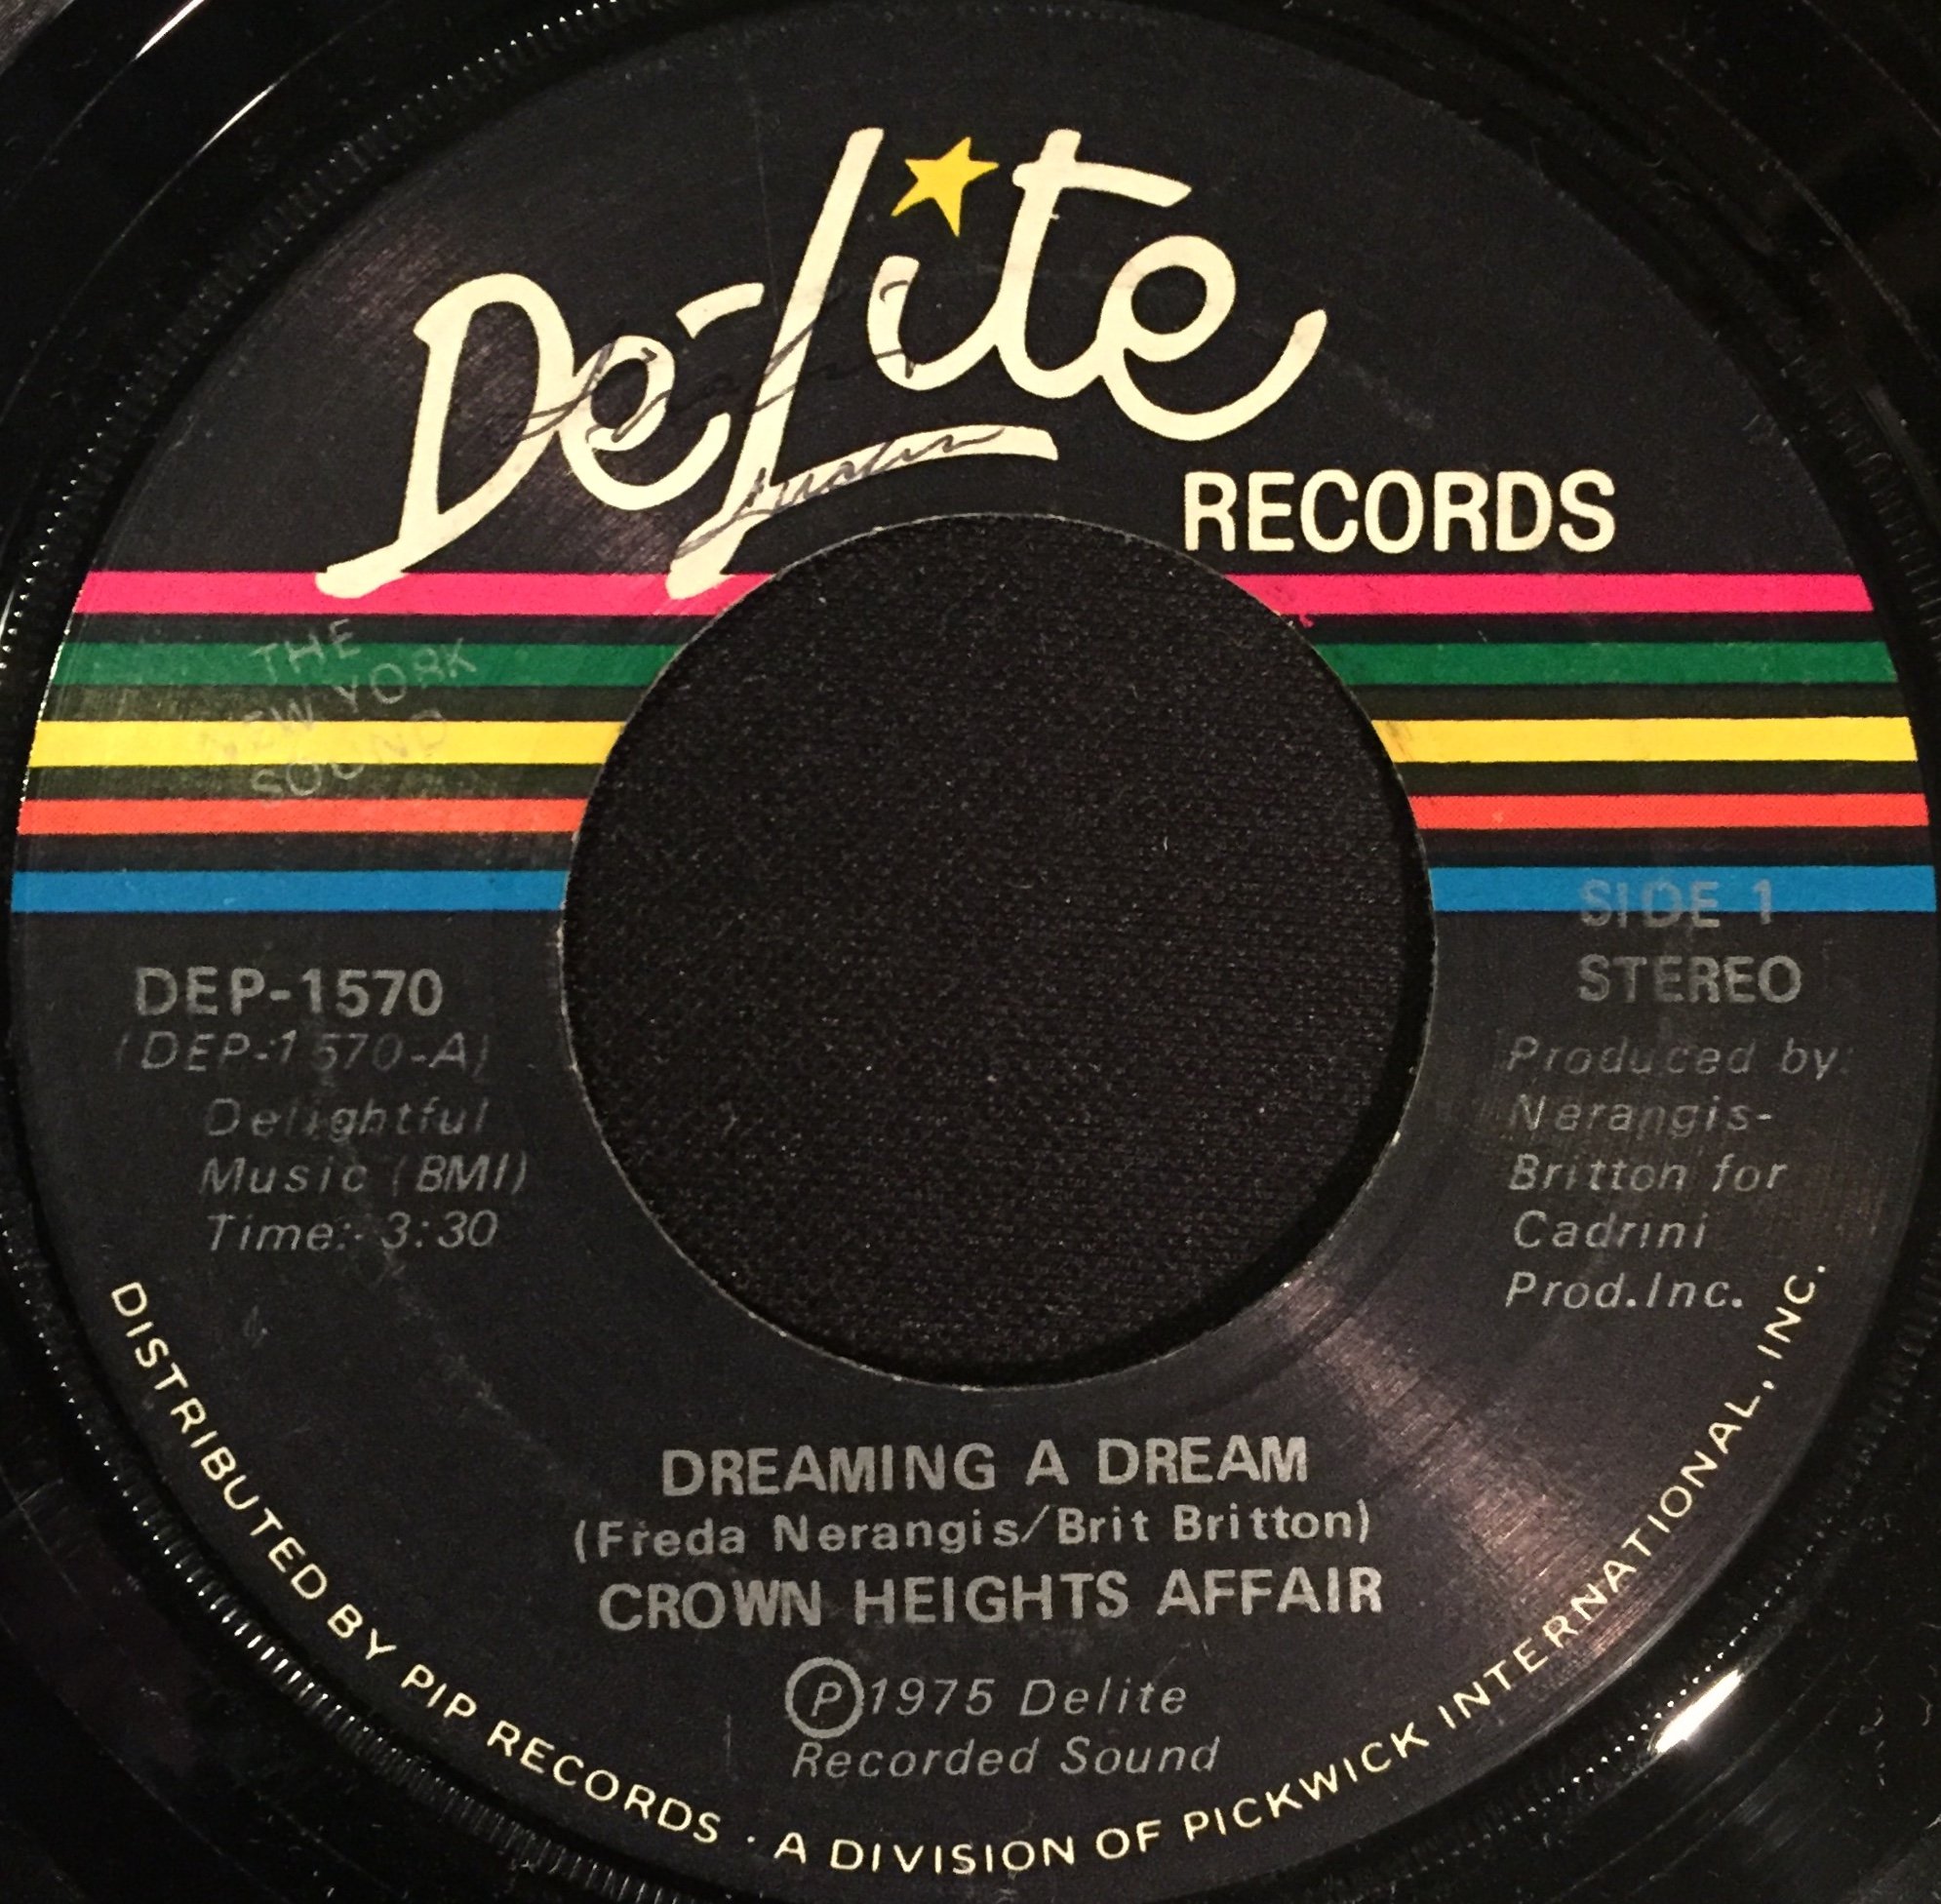 De-Lite
RECORDS
THE
NEW YORK
SOUND
SIDE 1
STEREO
DEP-1570
(DEP-1570-A)
Delightful
Music (BMI)
Time: 3:30
Produced by:
Nerangis-
Britton for
Cadrini
Prod.Inc.
DREAMING A DREAM
(Freda Nerangis/Brit Britton)
CROWN HEIGHTS AFFAIR
Ⓟ1975 Delite
Recorded Sound
DISTRIBUTED BY PIP RECORDS · A DIVISION OF PICKWICK INTERNATIONAL, INC.